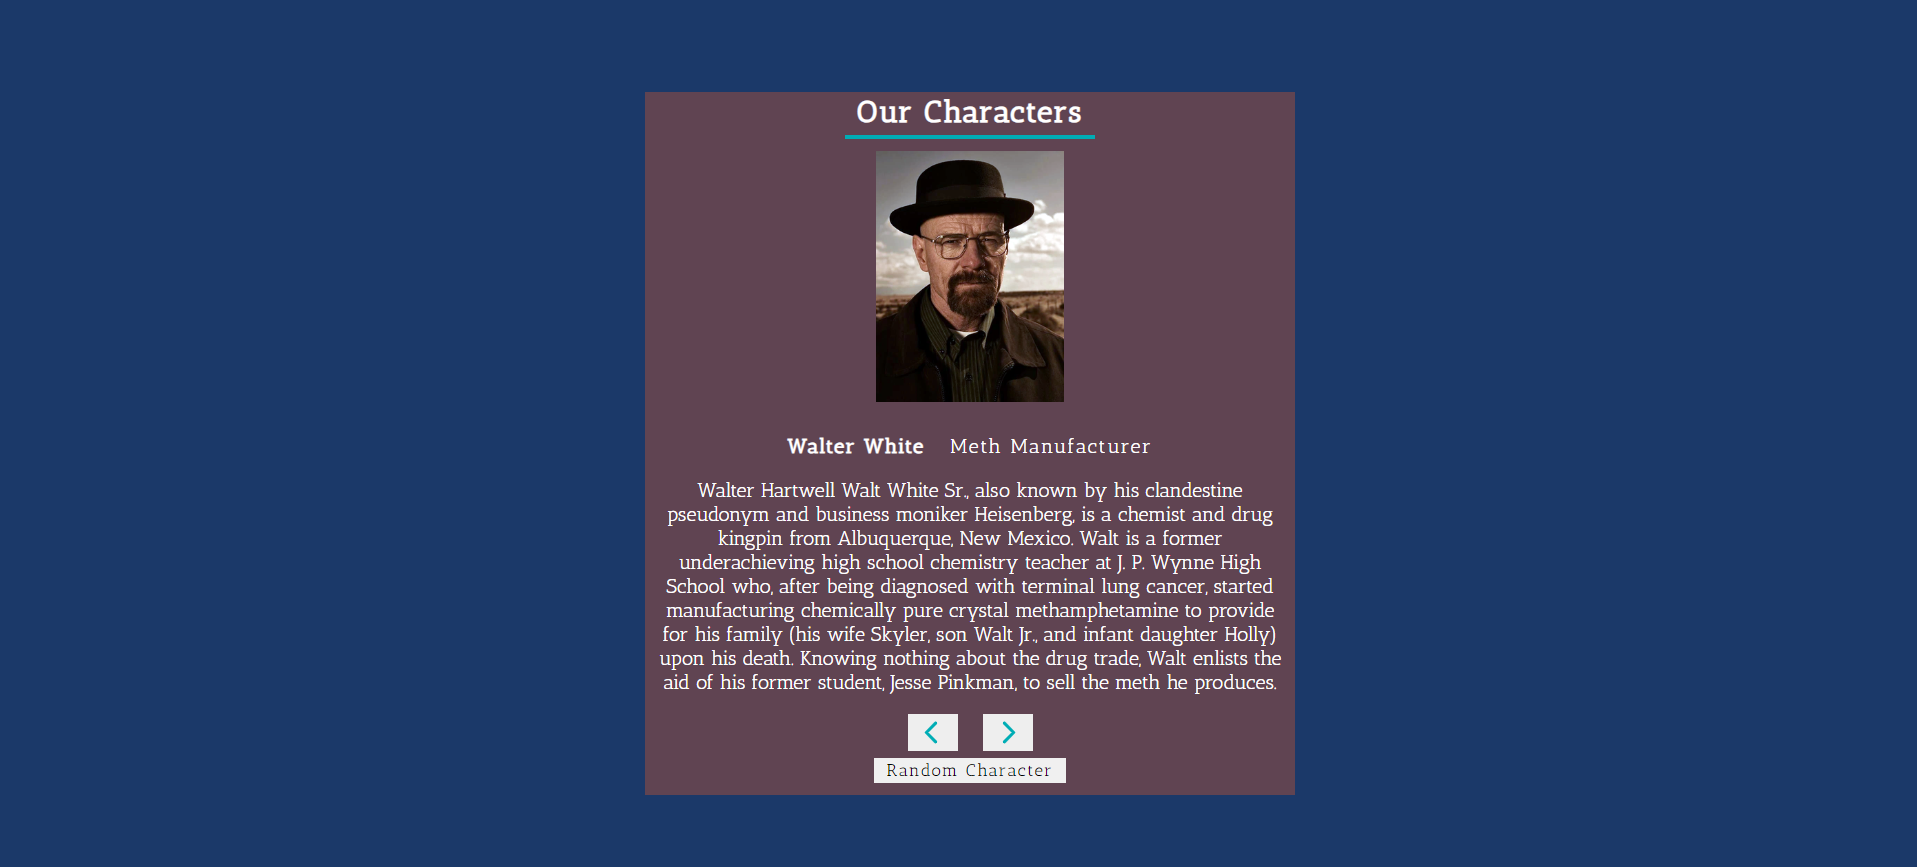 Our Characters
Walter White Meth Manufacturer
Walter Hartwell Walt White Sr., also known by his clandestine
pseudonym and business moniker Heisenberg, is a chemist and drug
kingpin from Albuquerque, New Mexico. Walt is a former
underachieving high school chemistry teacher at J. P. Wynne High
School who, after being diagnosed with terminal lung cancer, started
manufacturing chemically pure crystal methamphetamine to provide
for his family (his wife Skyler, son Walt Jr., and infant daughter Holly)
upon his death. Knowing nothing about the drug trade, Walt enlists the
aid of his former student, Jesse Pinkman, to sell the meth he produces.
Random Character